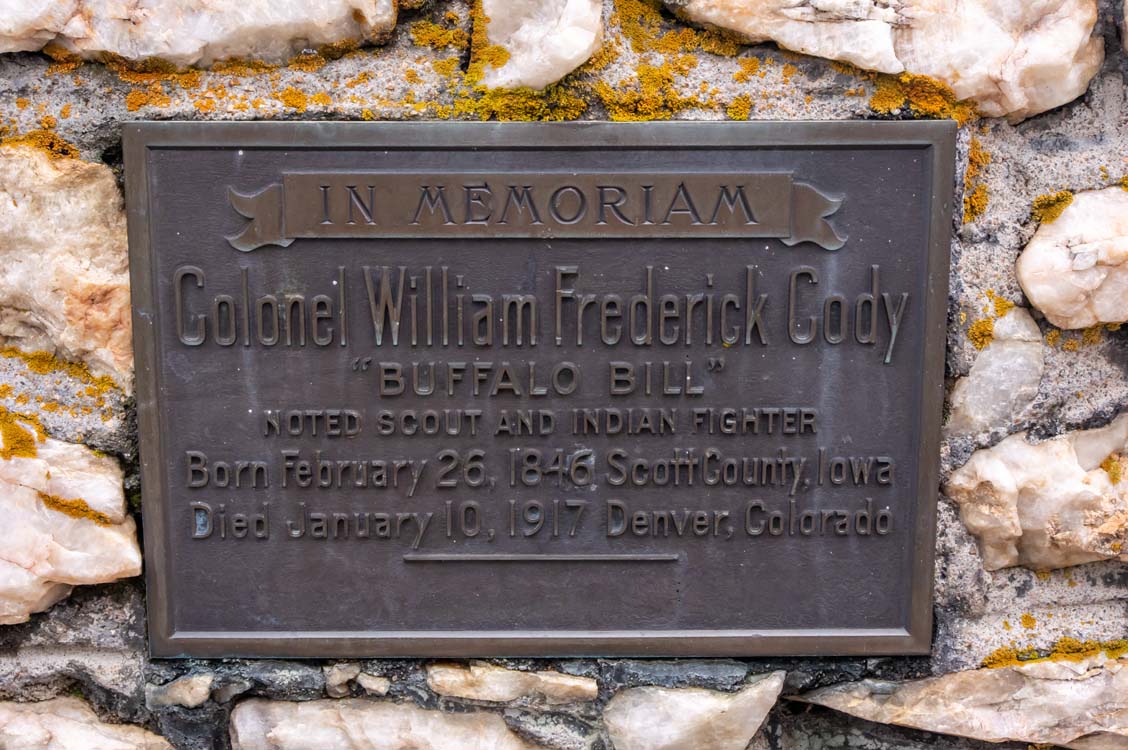 IN MEMORIAM
Colonel William Frederick Cody
"BUFFALO BILL"
NOTED SCOUT AND INDIAN FIGHTER
Born February 26, 1846 Scott County, Iowa
Died January 10, 1917 Denver, Colorado